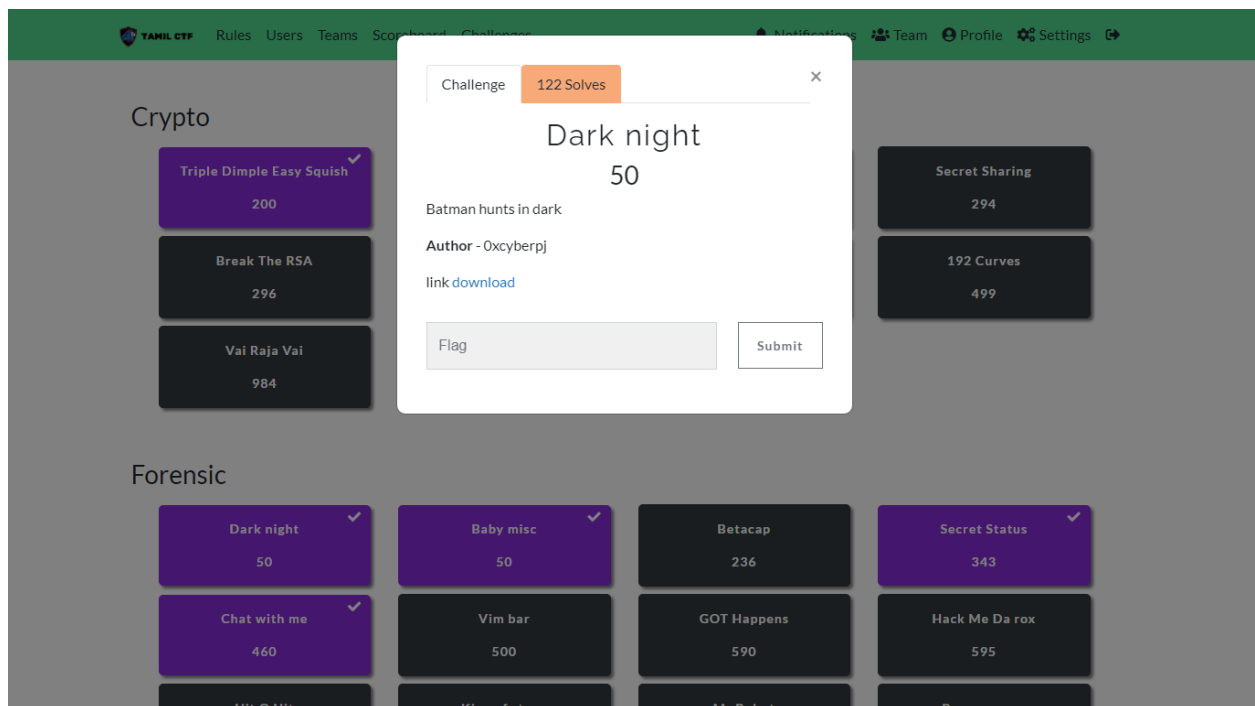 TAMIL CTF Rules Users Teams Scoreboard Challenges Notifications Team Profile Settings
Challenge 122 Solves ×
Dark night
50
Batman hunts in dark
Author - 0xcyberpj
link download
Flag Submit
Crypto
Triple Dimple Easy Squish
200
Secret Sharing
294
Break The RSA
296
192 Curves
499
Vai Raja Vai
984
Forensic
Dark night
50
Baby misc
50
Betacap
236
Secret Status
343
Chat with me
460
Vim bar
500
GOT Happens
590
Hack Me Da rox
595